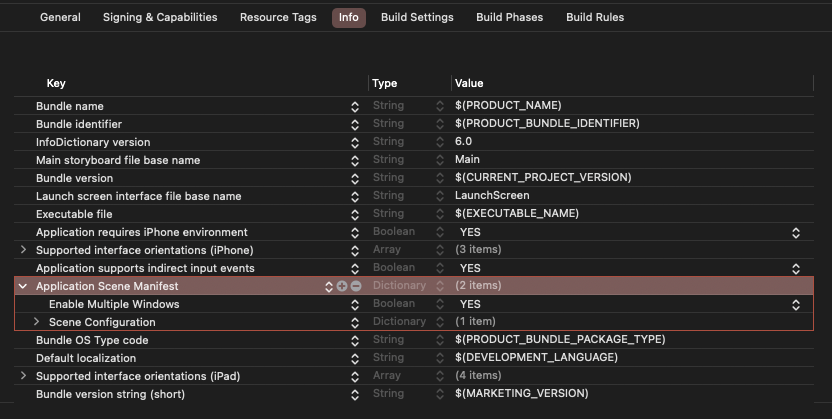 General Signing & Capabilities Resource Tags Info Build Settings Build Phases Build Rules
Key Type Value
Bundle name String $(PRODUCT_NAME)
Bundle identifier String $(PRODUCT_BUNDLE_IDENTIFIER)
InfoDictionary version String 6.0
Main storyboard file base name String Main
Bundle version String $(CURRENT_PROJECT_VERSION)
Launch screen interface file base name String LaunchScreen
Executable file String $(EXECUTABLE_NAME)
Application requires iPhone environment Boolean YES
Supported interface orientations (iPhone) Array (3 items)
Application supports indirect input events Boolean YES
Application Scene Manifest Dictionary (2 items)
Enable Multiple Windows Boolean YES
Scene Configuration Dictionary (1 item)
Bundle OS Type code String $(PRODUCT_BUNDLE_PACKAGE_TYPE)
Default localization String $(DEVELOPMENT_LANGUAGE)
Supported interface orientations (iPad) Array (4 items)
Bundle version string (short) String $(MARKETING_VERSION)